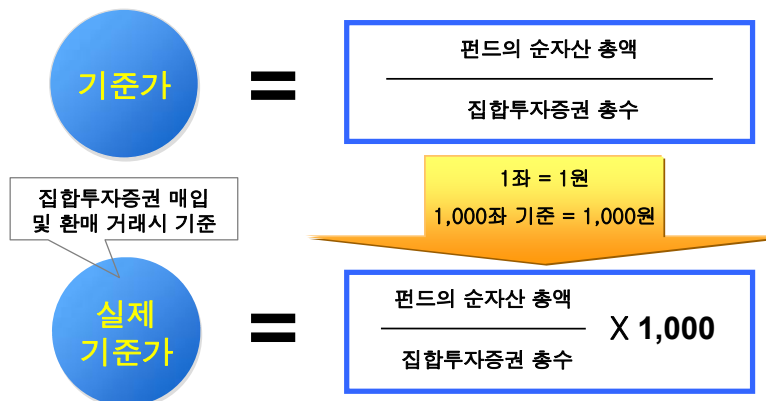 기준가
=
펀드의 순자산 총액
집합투자증권 총수
1좌 = 1원
1,000좌 기준 = 1,000원
집합투자증권 매입
및 환매 거래시 기준
실제
기준가
=
펀드의 순자산 총액
집합투자증권 총수
X 1,000